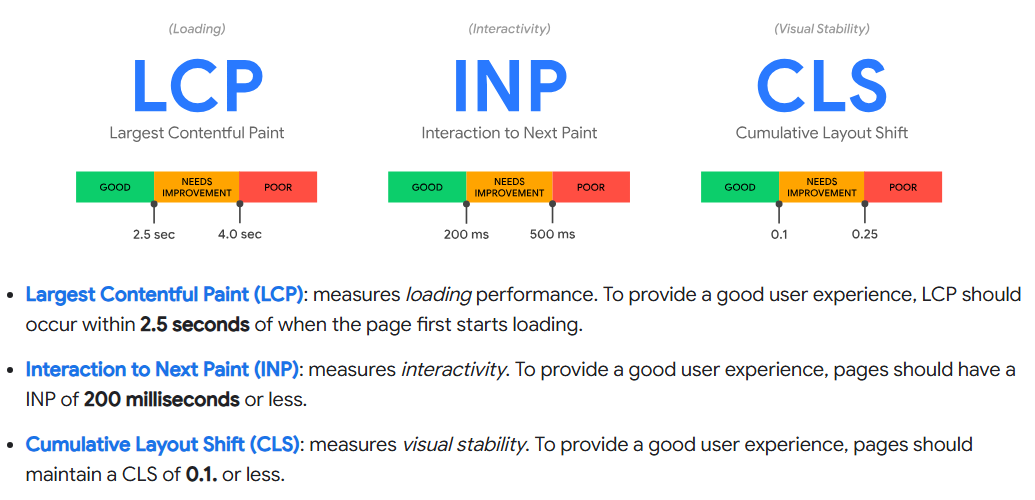 (Loading)
LCP
Largest Contentful Paint
GOOD
NEEDS
IMPROVEMENT
POOR
2.5 sec
4.0 sec
(Interactivity)
INP
Interaction to Next Paint
GOOD
NEEDS
IMPROVEMENT
POOR
200 ms
500 ms
(Visual Stability)
CLS
Cumulative Layout Shift
GOOD
NEEDS
IMPROVEMENT
POOR
0.1
0.25
• Largest Contentful Paint (LCP): measures loading performance. To provide a good user experience, LCP should
occur within 2.5 seconds of when the page first starts loading.
• Interaction to Next Paint (INP): measures interactivity. To provide a good user experience, pages should have a
INP of 200 milliseconds or less.
• Cumulative Layout Shift (CLS): measures visual stability. To provide a good user experience, pages should
maintain a CLS of 0.1. or less.